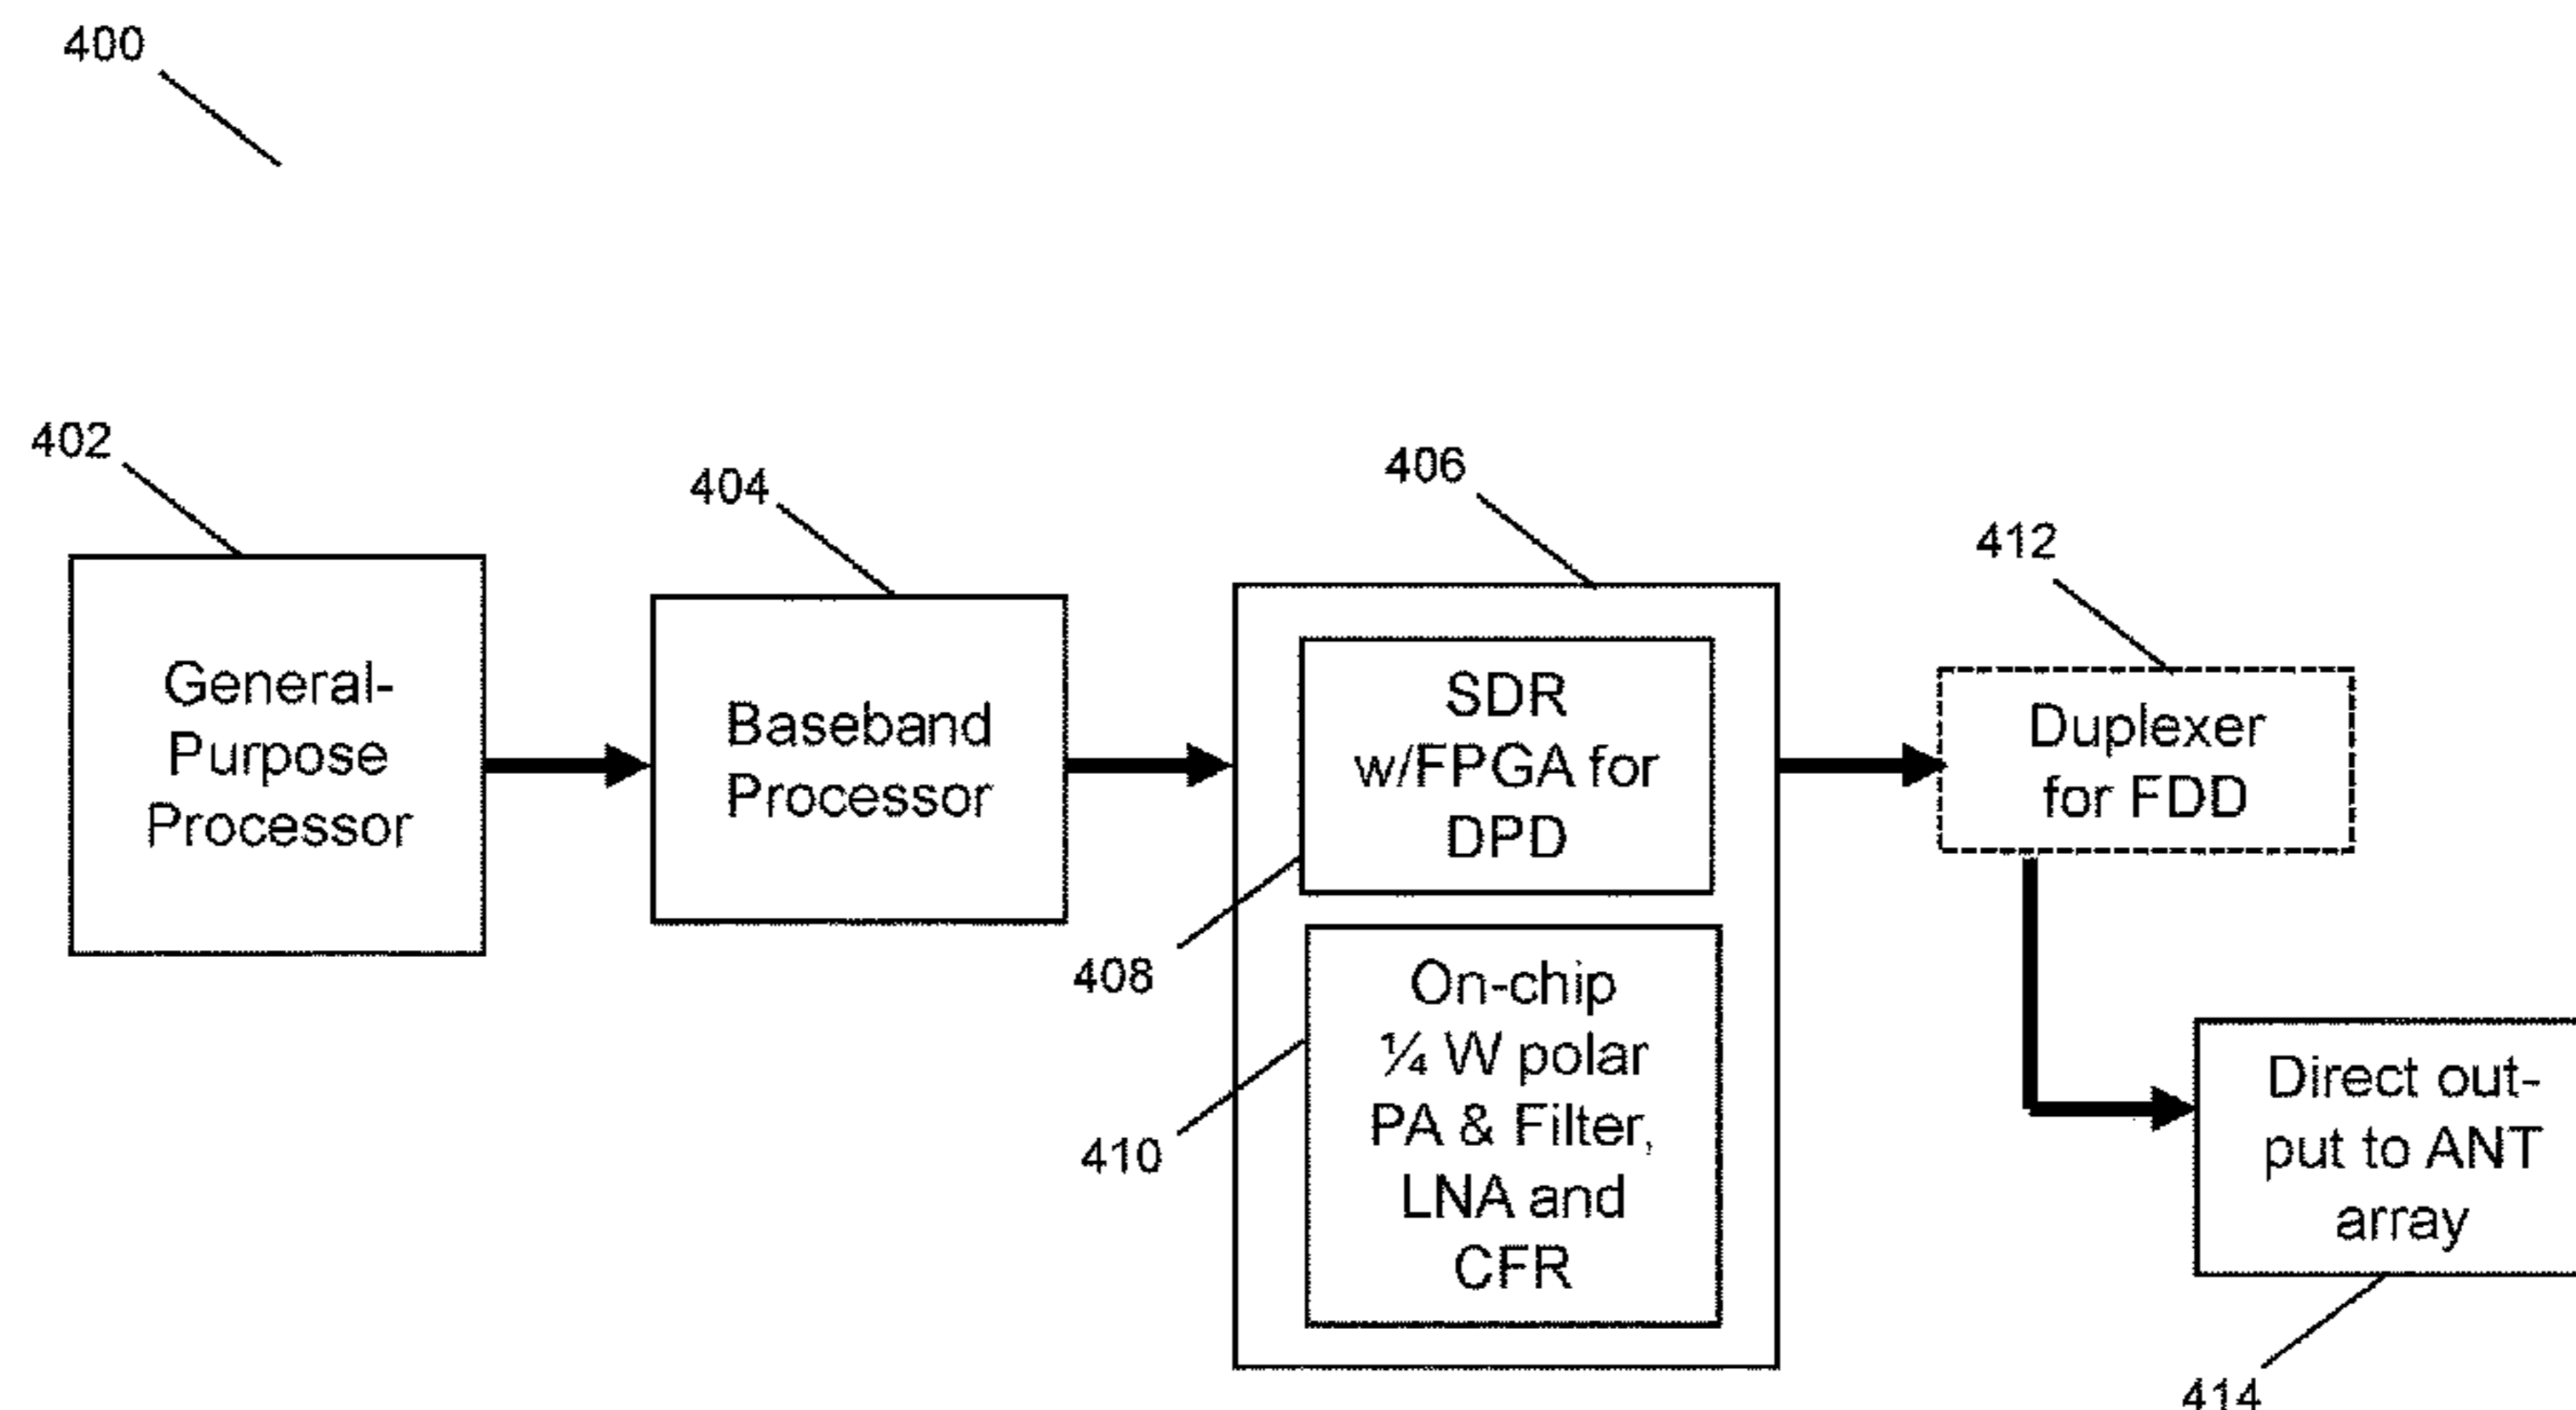 400
402
404
406
412
General-
Purpose
Processor
Baseband
Processor
SDR
w/FPGA for
DPD
408
On-chip
¼ W polar
PA & Filter,
LNA and
CFR
410
Duplexer
for FDD
Direct out-
put to ANT
array
414